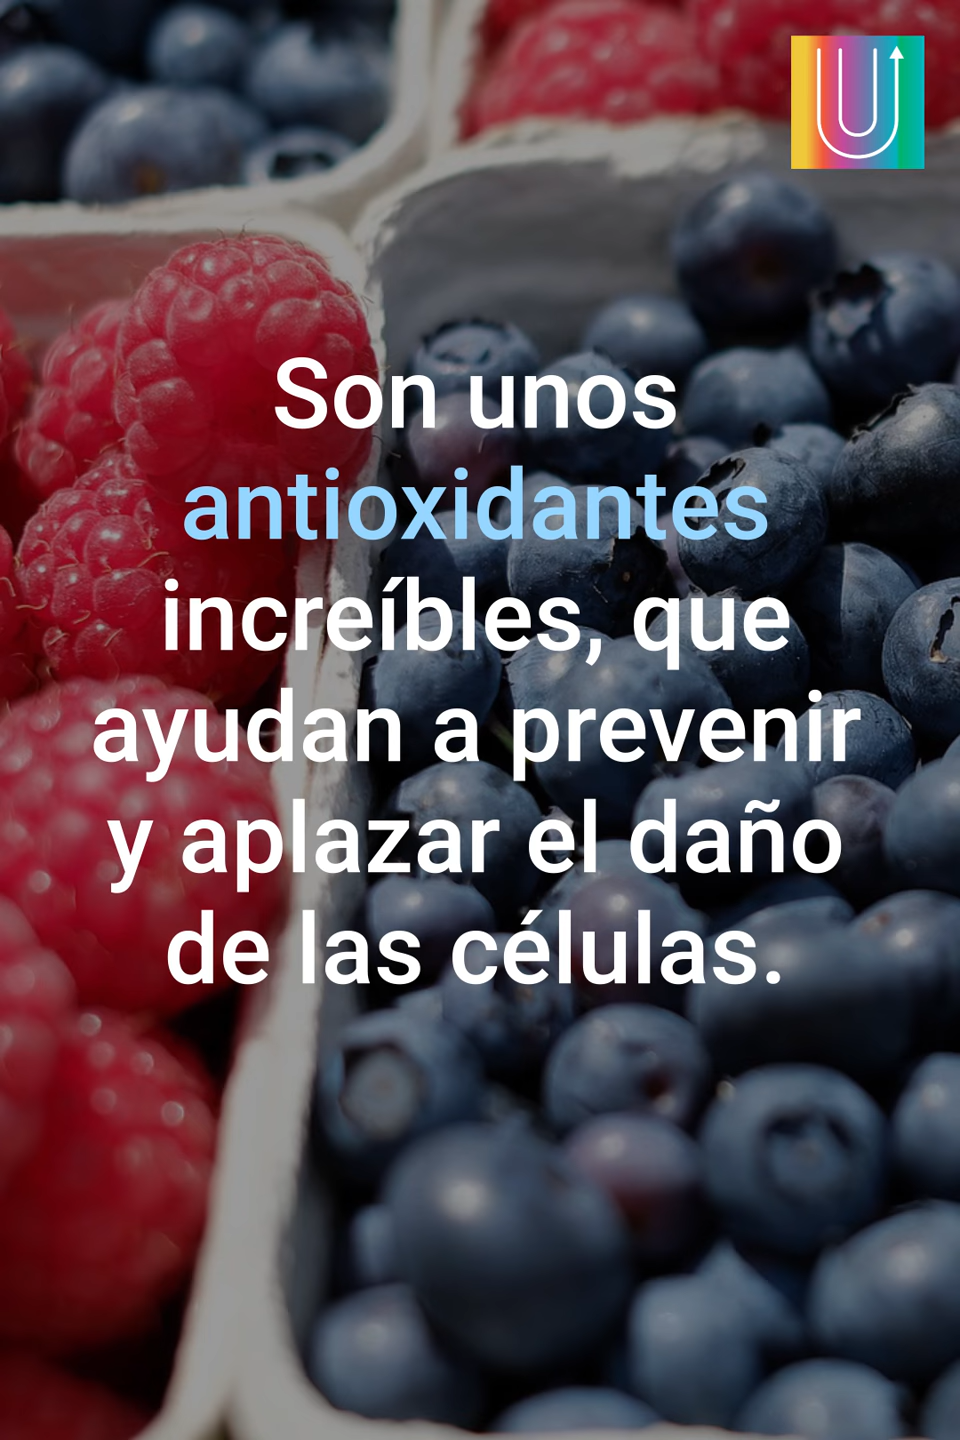 U
Son unos
antioxidantes
increíbles, que
ayudan a prevenir
y aplazar el daño
de las células.